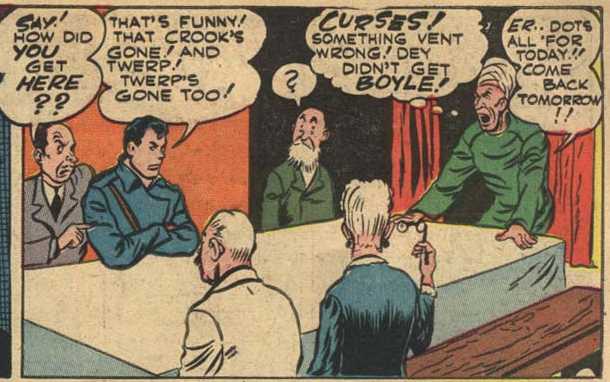 SAY!
HOW DID
YOU
GET
HERE
??
THAT'S FUNNY!
THAT CROOK'S
GONE! AND
TWERP!
TWERP'S
GONE TOO!
?
CURSES!
SOMETHING VENT
WRONG! DEY
DIDN'T GET
BOYLE!
ER.. DOTS
ALL FOR
TODAY!!
COME
BACK
TOMORROW
!!